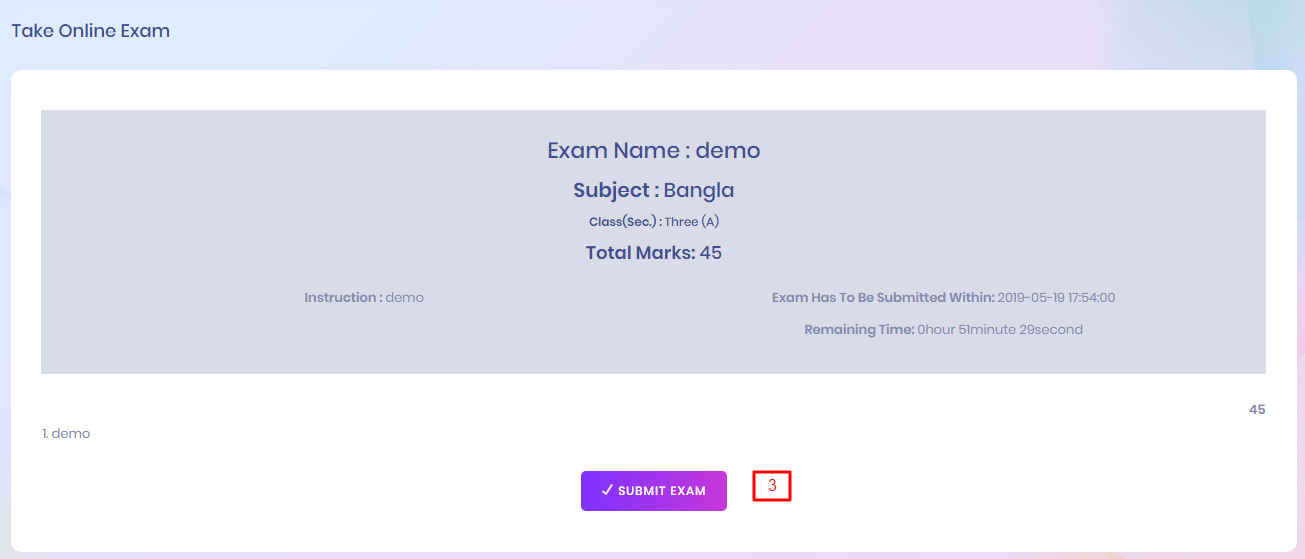 Take Online Exam
Exam Name : demo
Subject : Bangla
Class(Sec.) : Three (A)
Total Marks: 45
Instruction : demo
Exam Has To Be Submitted Within: 2019-05-19 17:54:00
Remaining Time: 0hour 51minute 29second
45
1. demo
✓ SUBMIT EXAM
3